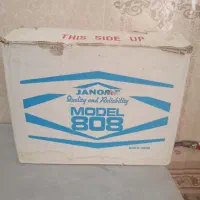 THIS SIDE UP
JANOME
Quality and Reliability
MODEL
808